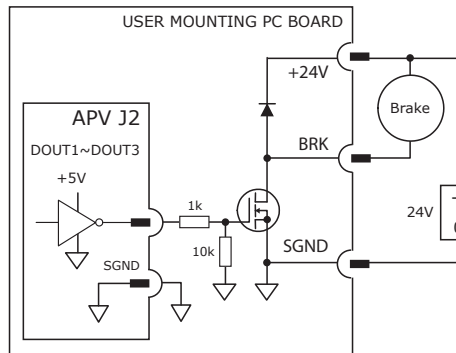 USER MOUNTING PC BOARD
+24V
APV J2
Brake
DOUT1~DOUT3
BRK
+5V
1k
24V
10k
SGND
SGND